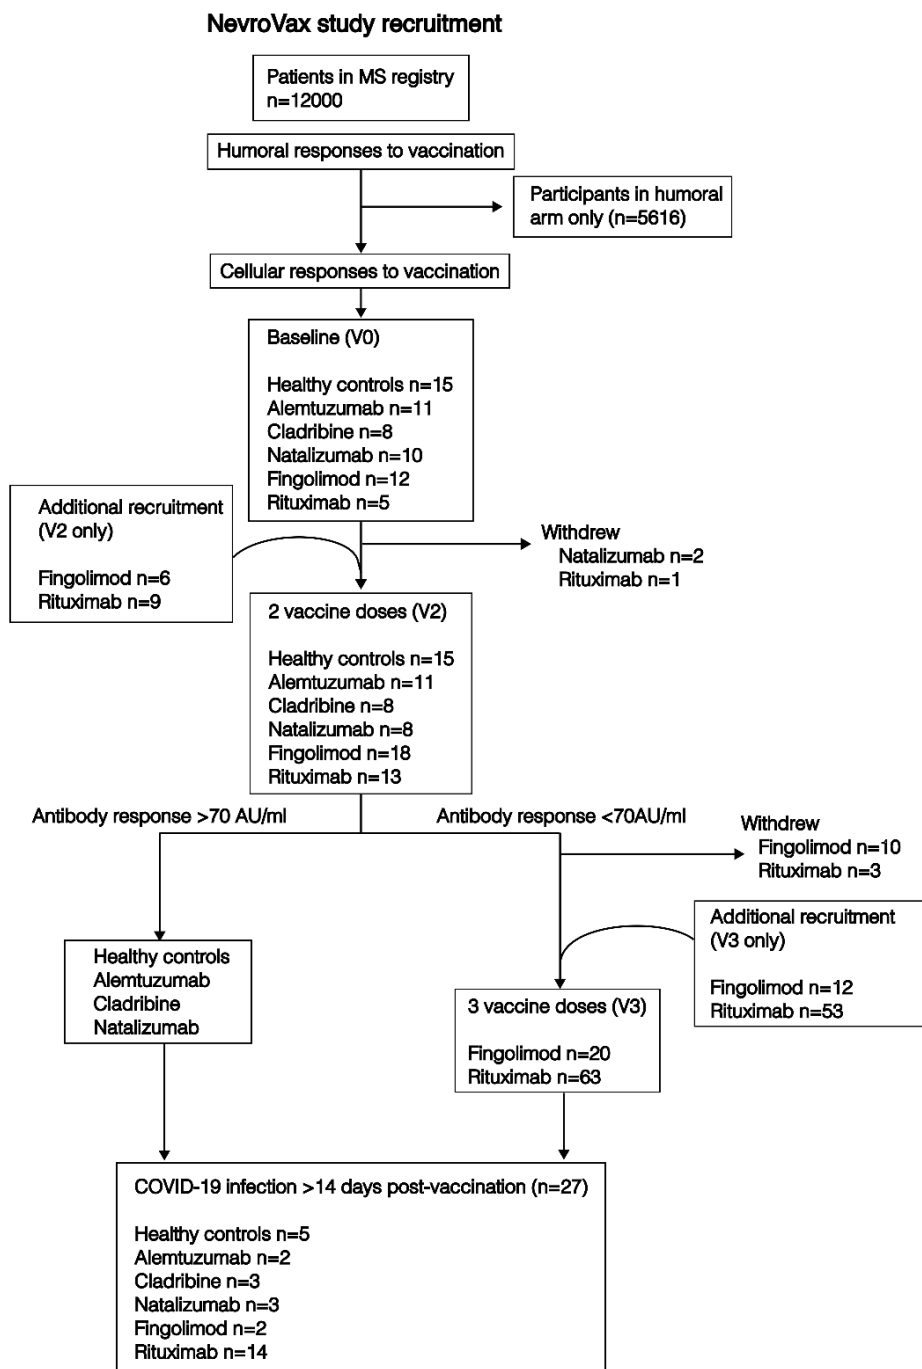 NevroVax study recruitment
Patients in MS registry
n=12000
Humoral responses to vaccination
Participants in humoral
arm only (n=5616)
Cellular responses to vaccination
Baseline (V0)
Healthy controls n=15
Alemtuzumab n=11
Cladribine n=8
Natalizumab n=10
Fingolimod n=12
Rituximab n=5
Additional recruitment
(V2 only)
Fingolimod n=6
Rituximab n=9
Withdrew
Natalizumab n=2
Rituximab n=1
2 vaccine doses (V2)
Healthy controls n=15
Alemtuzumab n=11
Cladribine n=8
Natalizumab n=8
Fingolimod n=18
Rituximab n=13
Antibody response >70 AU/ml
Antibody response <70AU/ml
Withdrew
Fingolimod n=10
Rituximab n=3
Additional recruitment
(V3 only)
Fingolimod n=12
Rituximab n=53
Healthy controls
Alemtuzumab
Cladribine
Natalizumab
3 vaccine doses (V3)
Fingolimod n=20
Rituximab n=63
COVID-19 infection >14 days post-vaccination (n=27)
Healthy controls n=5
Alemtuzumab n=2
Cladribine n=3
Natalizumab n=3
Fingolimod n=2
Rituximab n=14